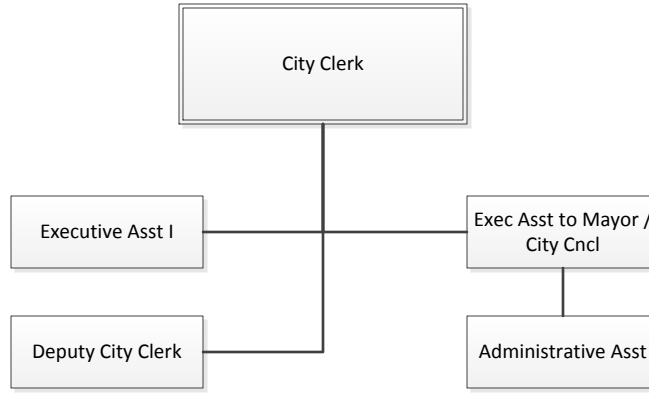 City Clerk
Executive Asst I
Exec Asst to Mayor /
City Cncl
Deputy City Clerk
Administrative Asst